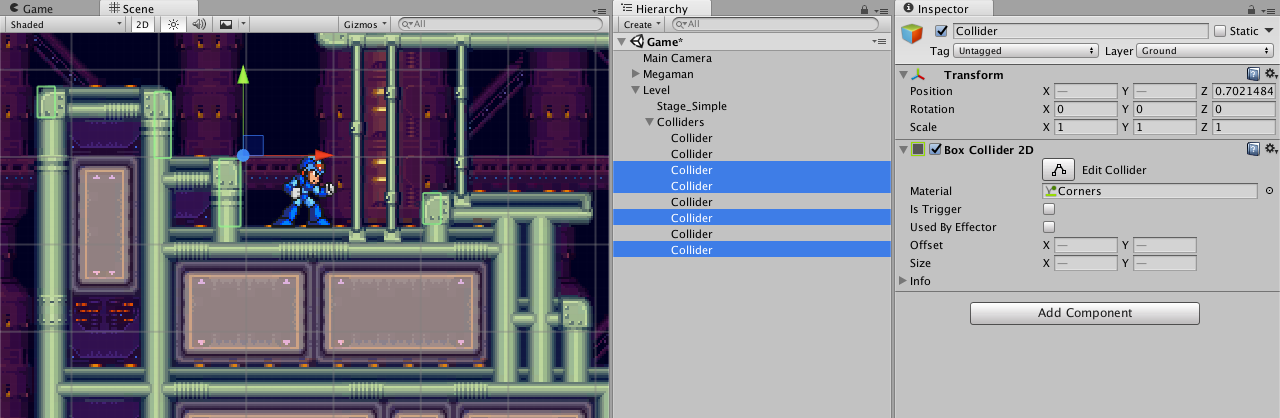 Game
Scene
Shaded
2D
Gizmos
All
Hierarchy
Create
All
Game*
Main Camera
Megaman
Level
Stage_Simple
Colliders
Collider
Collider
Collider
Collider
Collider
Collider
Collider
Collider
Inspector
Collider
Static
Tag Untagged Layer Ground
Transform
Position X — Y — Z 0.7021484
Rotation X 0 Y 0 Z 0
Scale X 1 Y 1 Z 1
Box Collider 2D
Edit Collider
Material Corners
Is Trigger
Used By Effector
Offset X — Y —
Size X — Y —
Info
Add Component